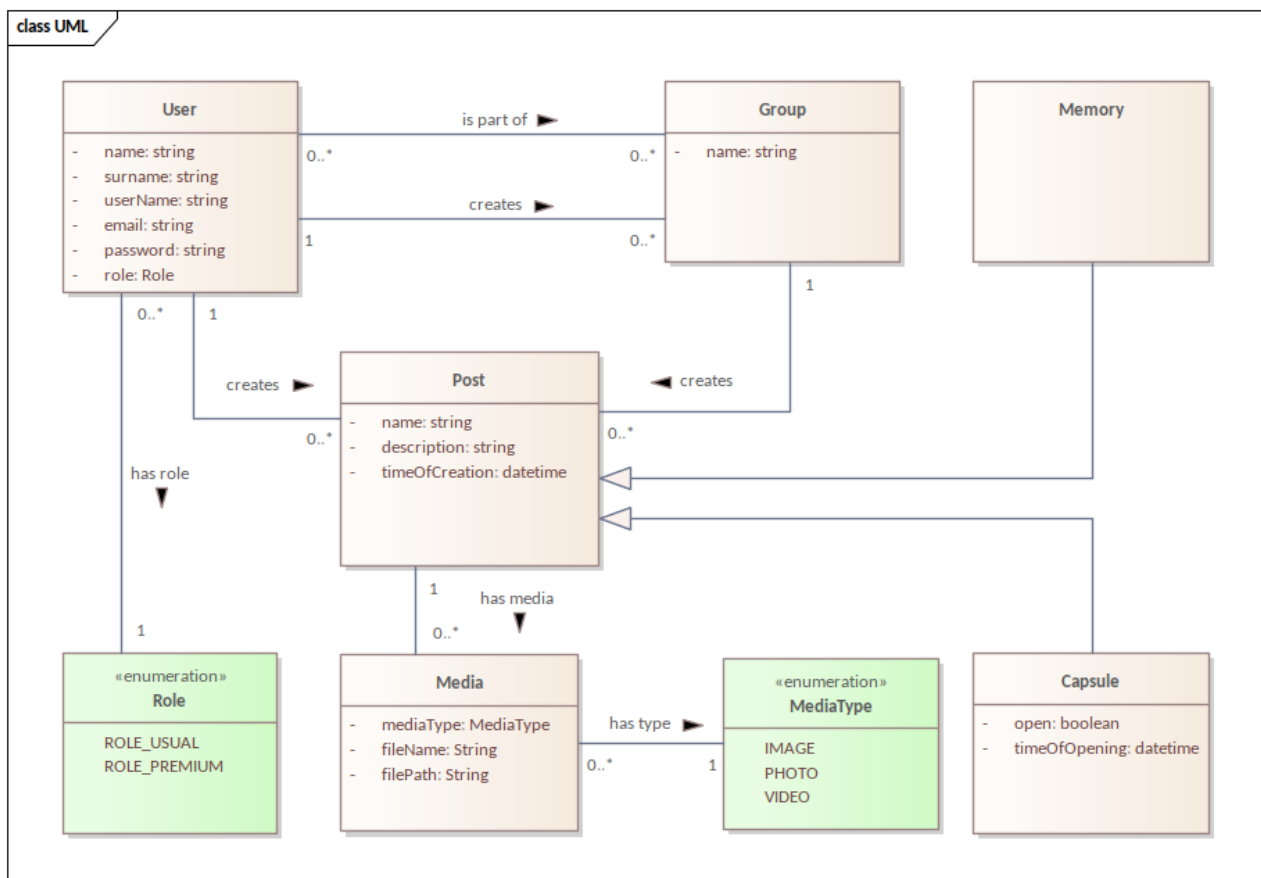 class UML
User
- name: string
- surname: string
- userName: string
- email: string
- password: string
- role: Role
is part of
0..*
0..*
creates
1
0..*
Group
- name: string
Memory
0..*
1
1
creates
0..*
Post
- name: string
- description: string
- timeOfCreation: datetime
creates
0..*
has role
1
1
has media
0..*
«enumeration»
Role
ROLE_USUAL
ROLE_PREMIUM
Media
- mediaType: MediaType
- fileName: String
- filePath: String
has type
0..*
1
«enumeration»
MediaType
IMAGE
PHOTO
VIDEO
Capsule
- open: boolean
- timeOfOpening: datetime